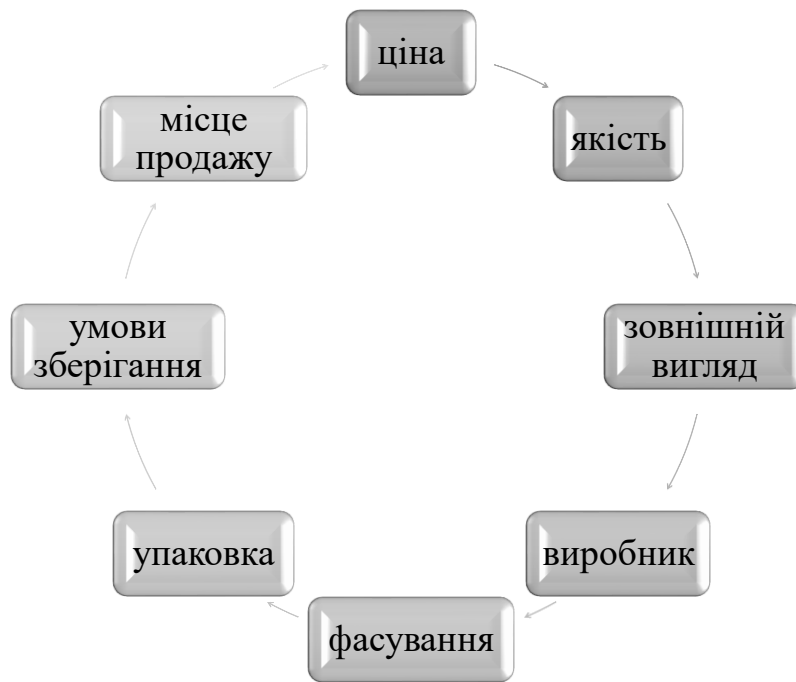 ціна
якість
зовнішній
вигляд
виробник
фасування
упаковка
умови
зберігання
місце
продажу